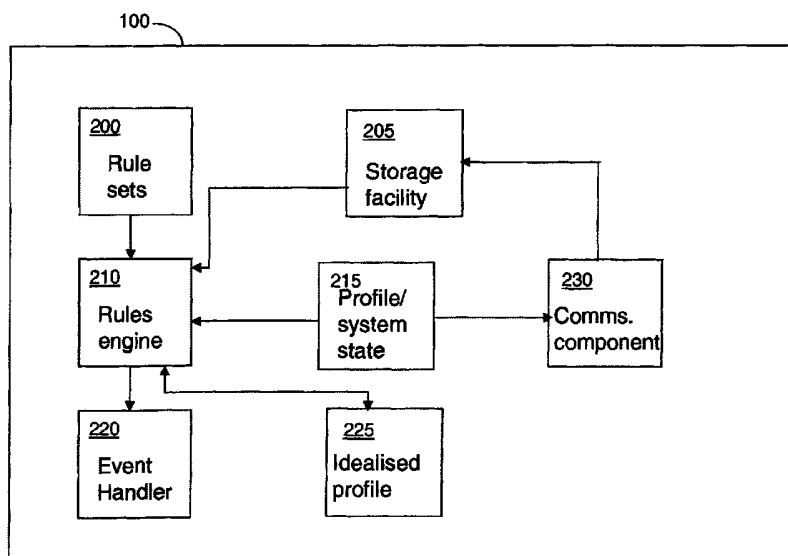 100
200
Rule
sets
205
Storage
facility
210
Rules
engine
215
Profile/
system
state
230
Comms.
component
220
Event
Handler
225
Idealised
profile